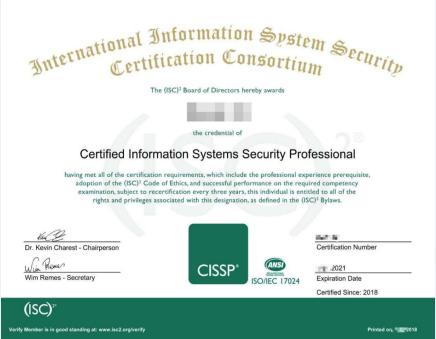 International Information System Security
Certification Consortium
The (ISC)² Board of Directors hereby awards
the credential of
Certified Information Systems Security Professional
having met all of the certification requirements, which include the professional experience prerequisite,
adoption of the (ISC)² Code of Ethics, and successful performance on the required competency
examination, subject to recertification every three years, this individual is entitled to all of the
rights and privileges associated with this designation, as defined in the (ISC)² Bylaws.
Dr. Kevin Charest - Chairperson
Wim Remes
Wim Remes - Secretary
CISSP®
ANSI
ISO/IEC 17024
Certification Number
2021
Expiration Date
Certified Since: 2018
(ISC)²®
Verify Member is in good standing at: www.isc2.org/verify
Printed on, 2018